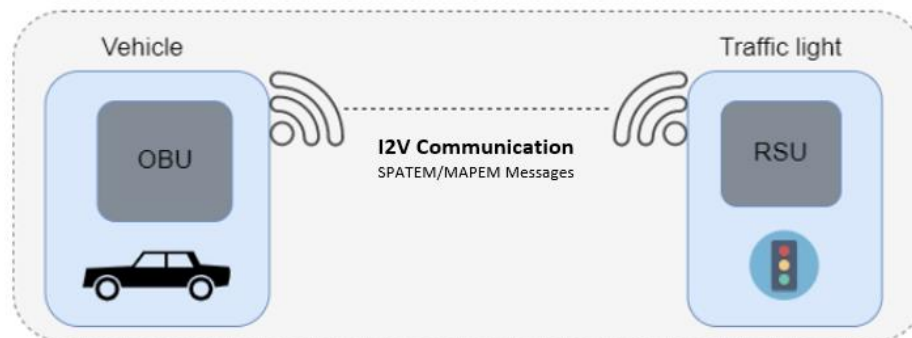 Vehicle
Traffic light
OBU
I2V Communication
SPATEM/MAPEM Messages
RSU